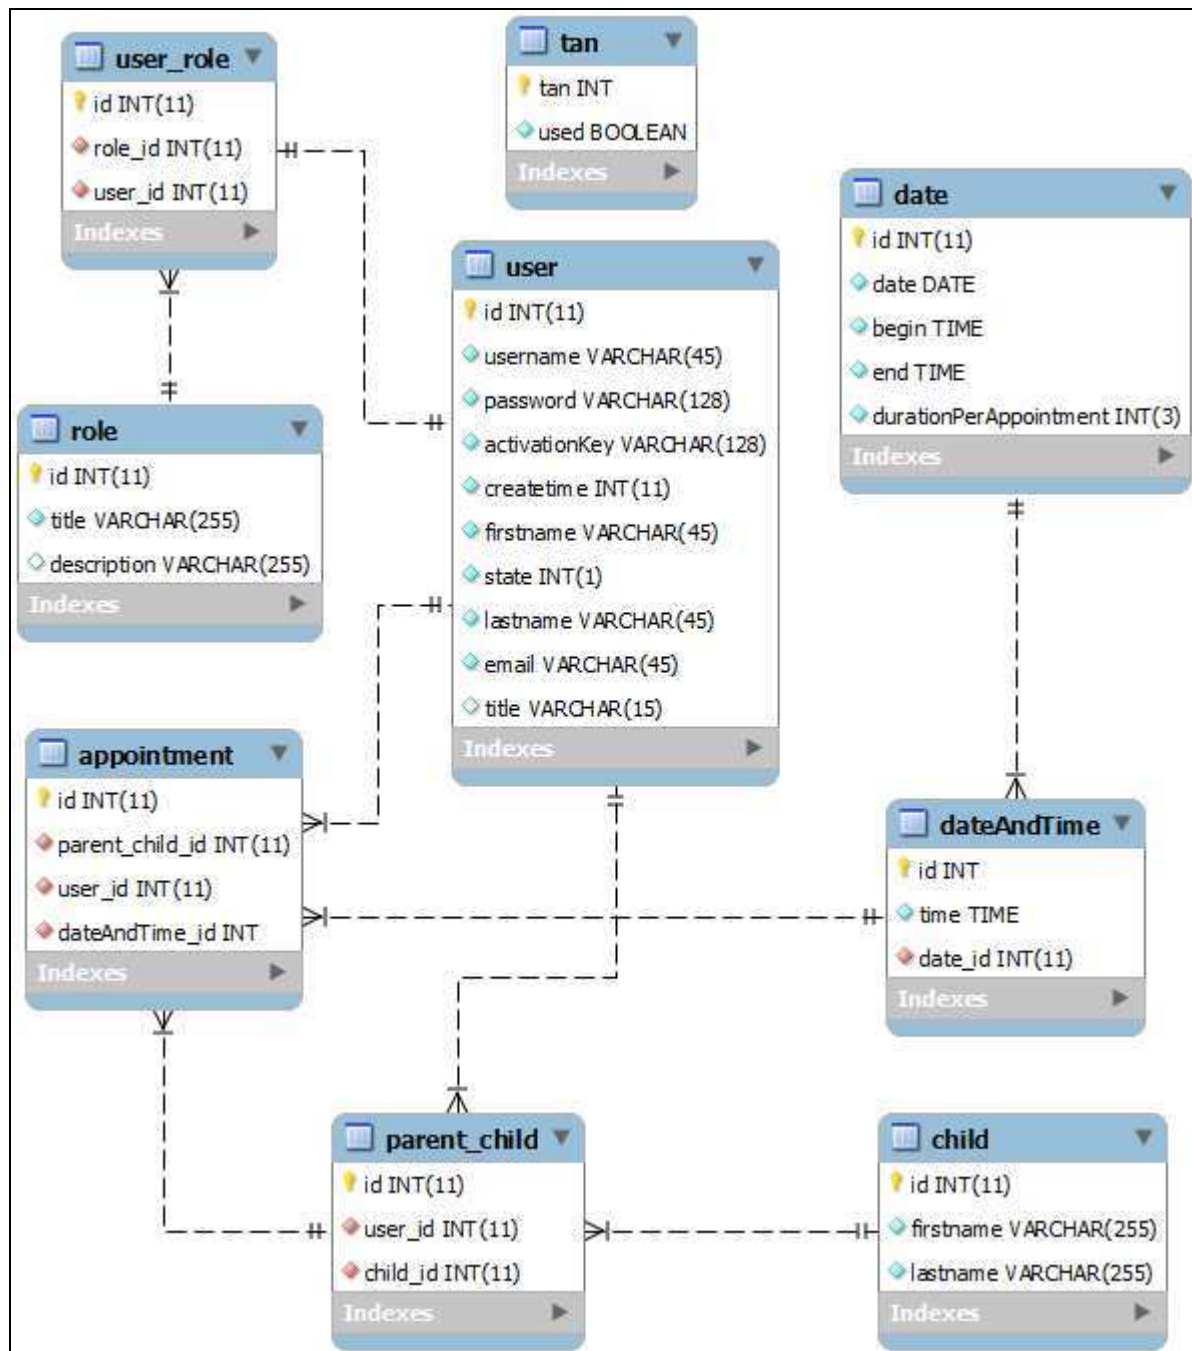 user_role
id INT(11)
role_id INT(11)
user_id INT(11)
Indexes
tan
tan INT
used BOOLEAN
Indexes
date
id INT(11)
date DATE
begin TIME
end TIME
durationPerAppointment INT(3)
Indexes
user
id INT(11)
username VARCHAR(45)
password VARCHAR(128)
activationKey VARCHAR(128)
createtime INT(11)
firstname VARCHAR(45)
state INT(1)
lastname VARCHAR(45)
email VARCHAR(45)
title VARCHAR(15)
Indexes
role
id INT(11)
title VARCHAR(255)
description VARCHAR(255)
Indexes
appointment
id INT(11)
parent_child_id INT(11)
user_id INT(11)
dateAndTime_id INT
Indexes
dateAndTime
id INT
time TIME
date_id INT(11)
Indexes
parent_child
id INT(11)
user_id INT(11)
child_id INT(11)
Indexes
child
id INT(11)
firstname VARCHAR(255)
lastname VARCHAR(255)
Indexes